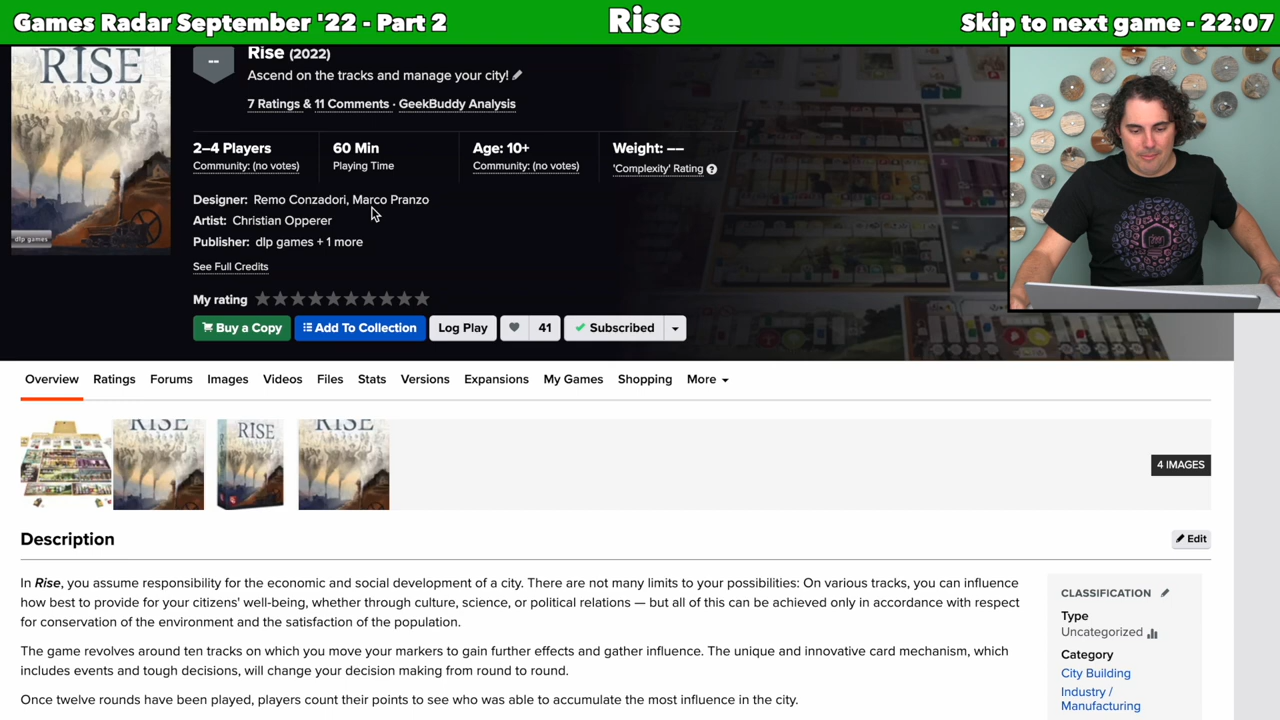 Games Radar September '22 - Part 2
Rise
Skip to next game - 22:07
RISE
dlp games
--
Rise (2022)
Ascend on the tracks and manage your city!
7 Ratings & 11 Comments · GeekBuddy Analysis
2–4 Players
Community: (no votes)
60 Min
Playing Time
Age: 10+
Community: (no votes)
Weight: --
'Complexity' Rating ?
Designer: Remo Conzadori, Marco Pranzo
Artist: Christian Opperer
Publisher: dlp games + 1 more
See Full Credits
My rating
Buy a Copy
Add To Collection
Log Play
41
Subscribed
Overview
Ratings
Forums
Images
Videos
Files
Stats
Versions
Expansions
My Games
Shopping
More
RISE
RISE
RISE
4 IMAGES
Description
Edit
In Rise, you assume responsibility for the economic and social development of a city. There are not many limits to your possibilities: On various tracks, you can influence
how best to provide for your citizens' well-being, whether through culture, science, or political relations — but all of this can be achieved only in accordance with respect
for conservation of the environment and the satisfaction of the population.
The game revolves around ten tracks on which you move your markers to gain further effects and gather influence. The unique and innovative card mechanism, which
includes events and tough decisions, will change your decision making from round to round.
Once twelve rounds have been played, players count their points to see who was able to accumulate the most influence in the city.
CLASSIFICATION
Type
Uncategorized
Category
City Building
Industry /
Manufacturing